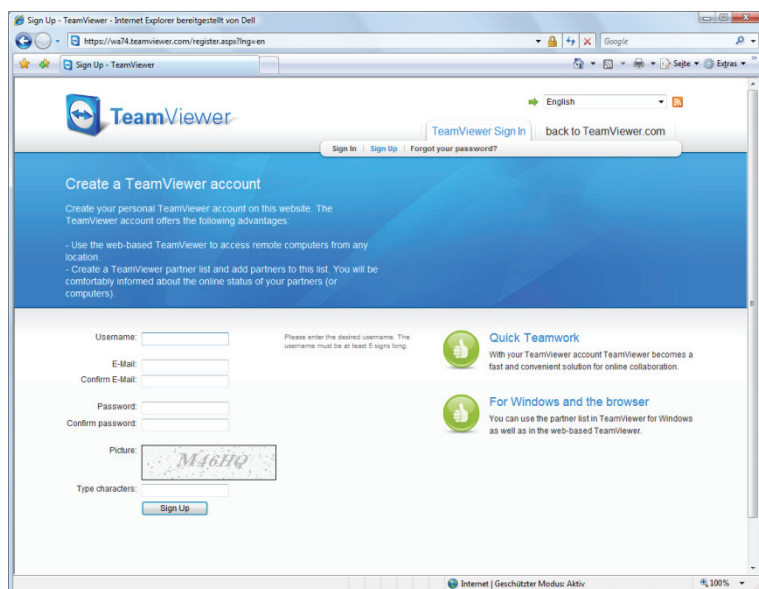 Sign Up - TeamViewer - Internet Explorer bereitgestellt von Dell
https://wa74.teamviewer.com/register.aspx?lng=en
Google
Sign Up - TeamViewer
Seite
Extras
English
TeamViewer
TeamViewer Sign In
back to TeamViewer.com
Sign In | Sign Up | Forgot your password?
Create a TeamViewer account
Create your personal TeamViewer account on this website. The
TeamViewer account offers the following advantages:
- Use the web-based TeamViewer to access remote computers from any
location.
- Create a TeamViewer partner list and add partners to this list. You will be
comfortably informed about the online status of your partners (or
computers).
Username:
Please enter the desired username. The
username must be at least 5 signs long.
E-Mail:
Confirm E-Mail:
Password:
Confirm password:
Picture:
M46HQ
Type characters:
Sign Up
Quick Teamwork
With your TeamViewer account TeamViewer becomes a
fast and convenient solution for online collaboration.
For Windows and the browser
You can use the partner list in TeamViewer for Windows
as well as in the web-based TeamViewer.
Internet | Geschützter Modus: Aktiv
100%